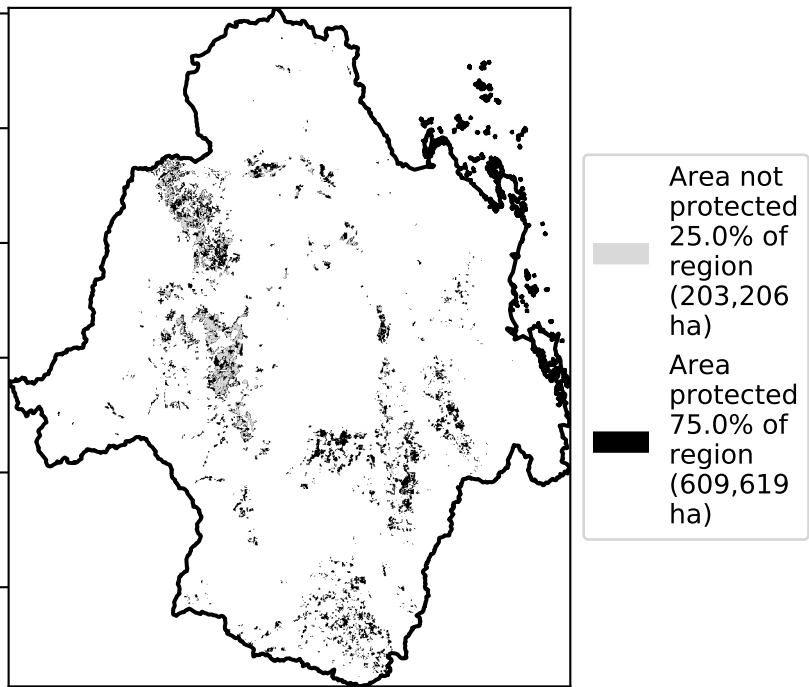 Area not
protected
25.0% of
region
(203,206
ha)
Area
protected
75.0% of
region
(609,619
ha)